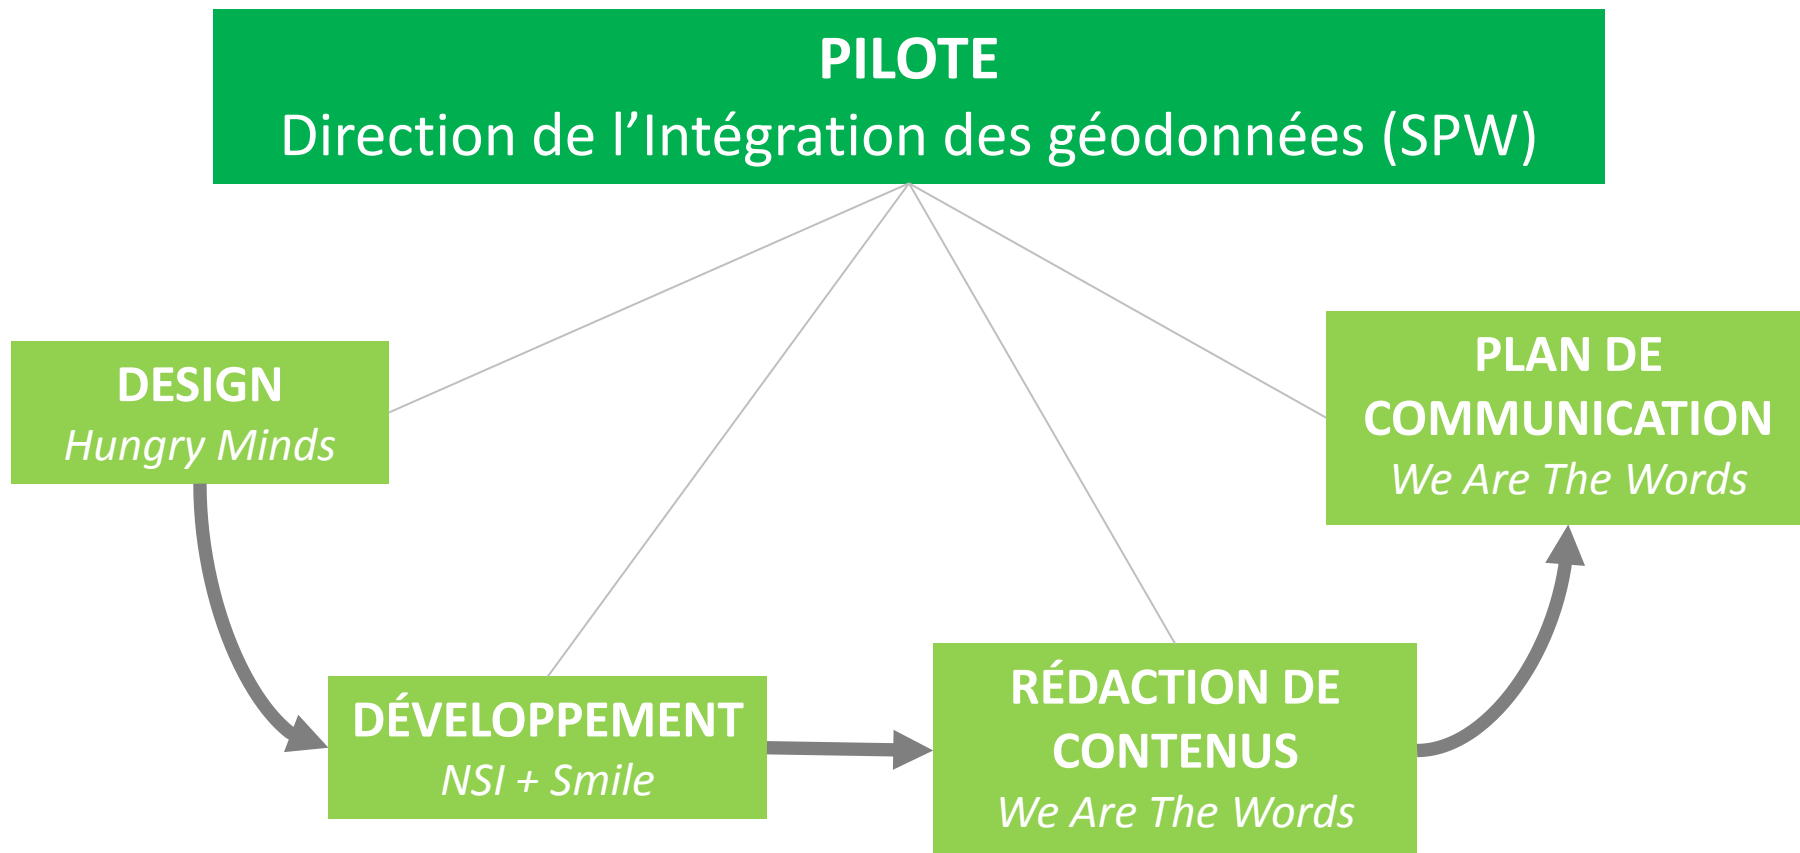 PILOTE
Direction de l’Intégration des géodonnées (SPW)
DESIGN
Hungry Minds
DÉVELOPPEMENT
NSI + Smile
RÉDACTION DE
CONTENUS
We Are The Words
PLAN DE
COMMUNICATION
We Are The Words